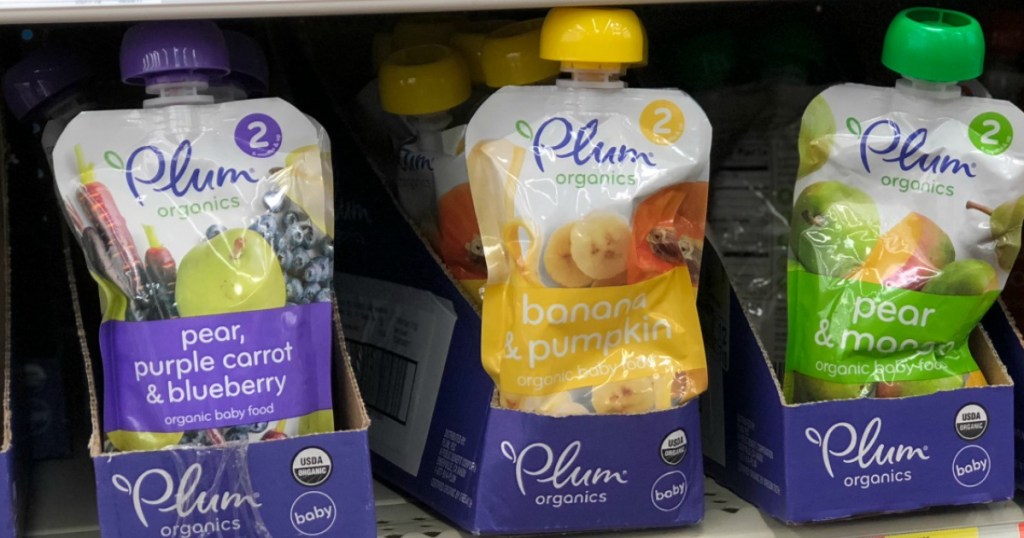 2
Plum
organics
pear,
purple carrot
& blueberry
organic baby food
Plum
organics
USDA
ORGANIC
baby
2
Plum
organics
banana
& pumpkin
organic baby food
Plum
organics
USDA
ORGANIC
baby
2
Plum
organics
pear
& mango
organic baby food
Plum
organics
USDA
ORGANIC
baby